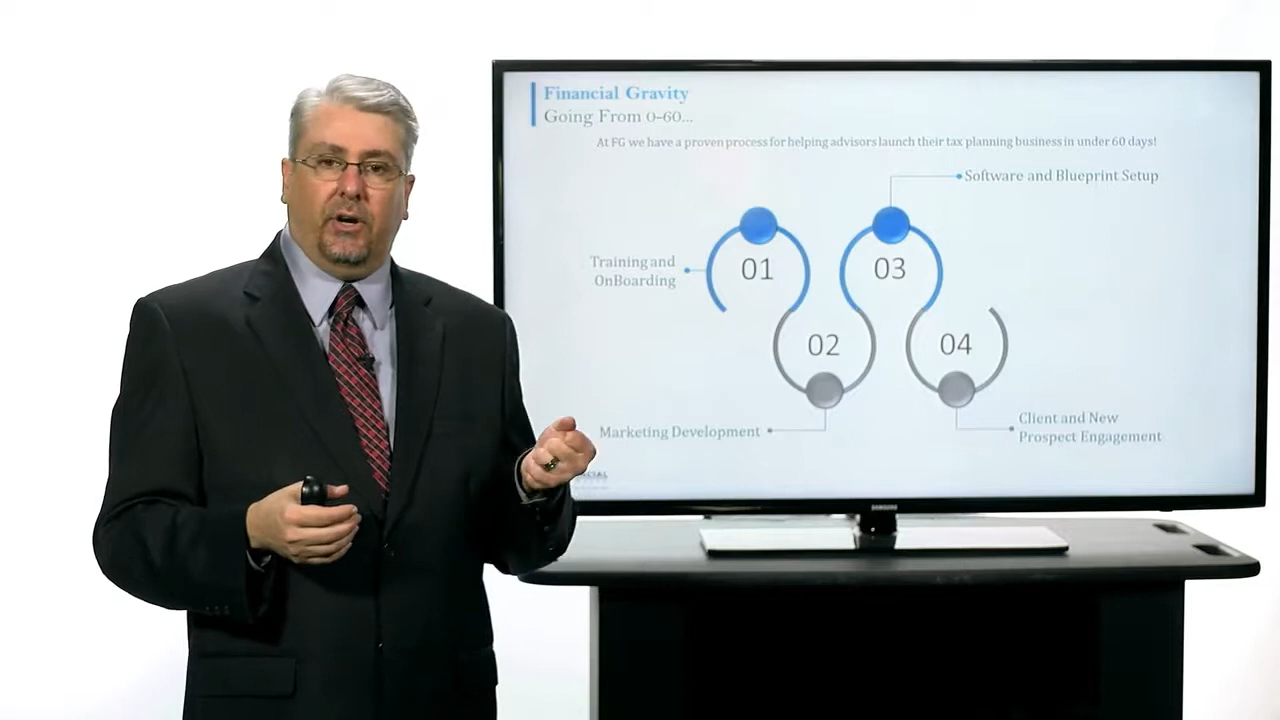 Financial Gravity
Going From 0-60...
At FG we have a proven process for helping advisors launch their tax planning business in under 60 days!
Software and Blueprint Setup
Training and
OnBoarding
01
03
02
04
Marketing Development
Client and New
Prospect Engagement
SAMSUNG